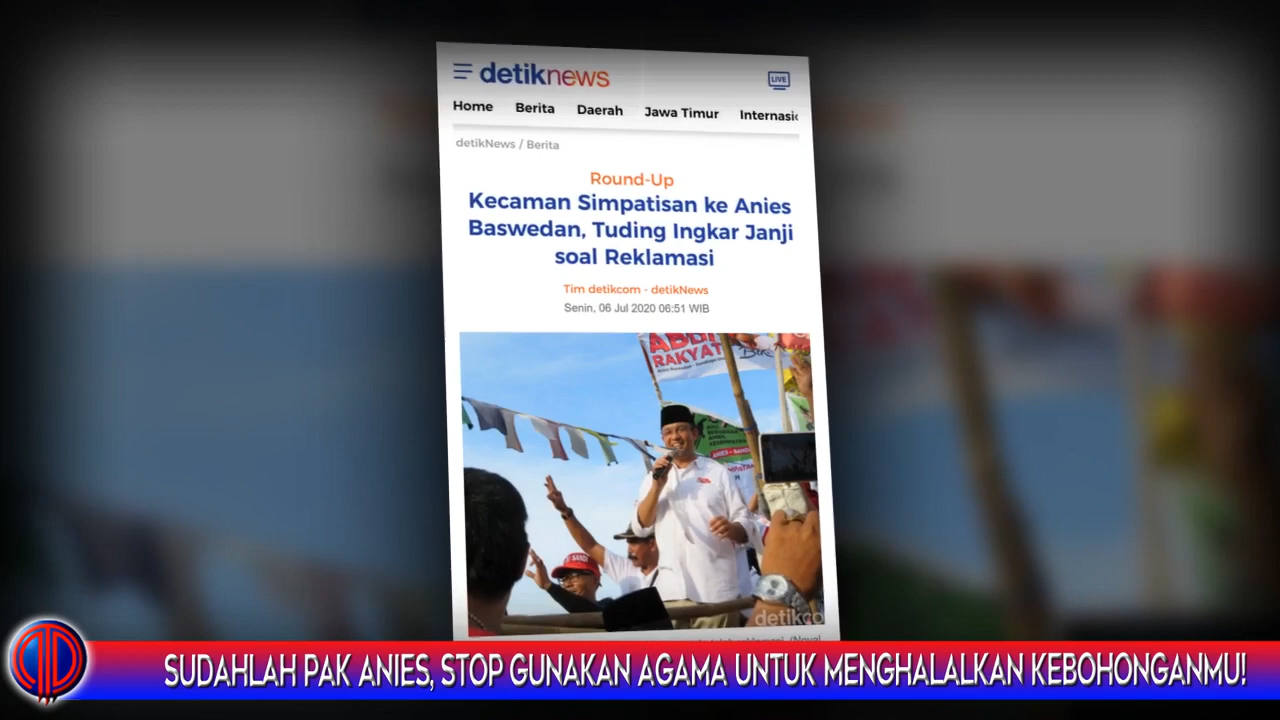 detiknews
LIVE
Home Berita Daerah Jawa Timur
detikNews / Berita
Round-Up
Kecaman Simpatisan ke Anies
Baswedan, Tuding Ingkar Janji
soal Reklamasi
Tim detikcom - detikNews
Senin, 06 Jul 2020 06:51 WIB
RAKYAT
SUDAHLAH PAK ANIES, STOP GUNAKAN AGAMA UNTUK MENGHALALKAN KEBOHONGANMU!